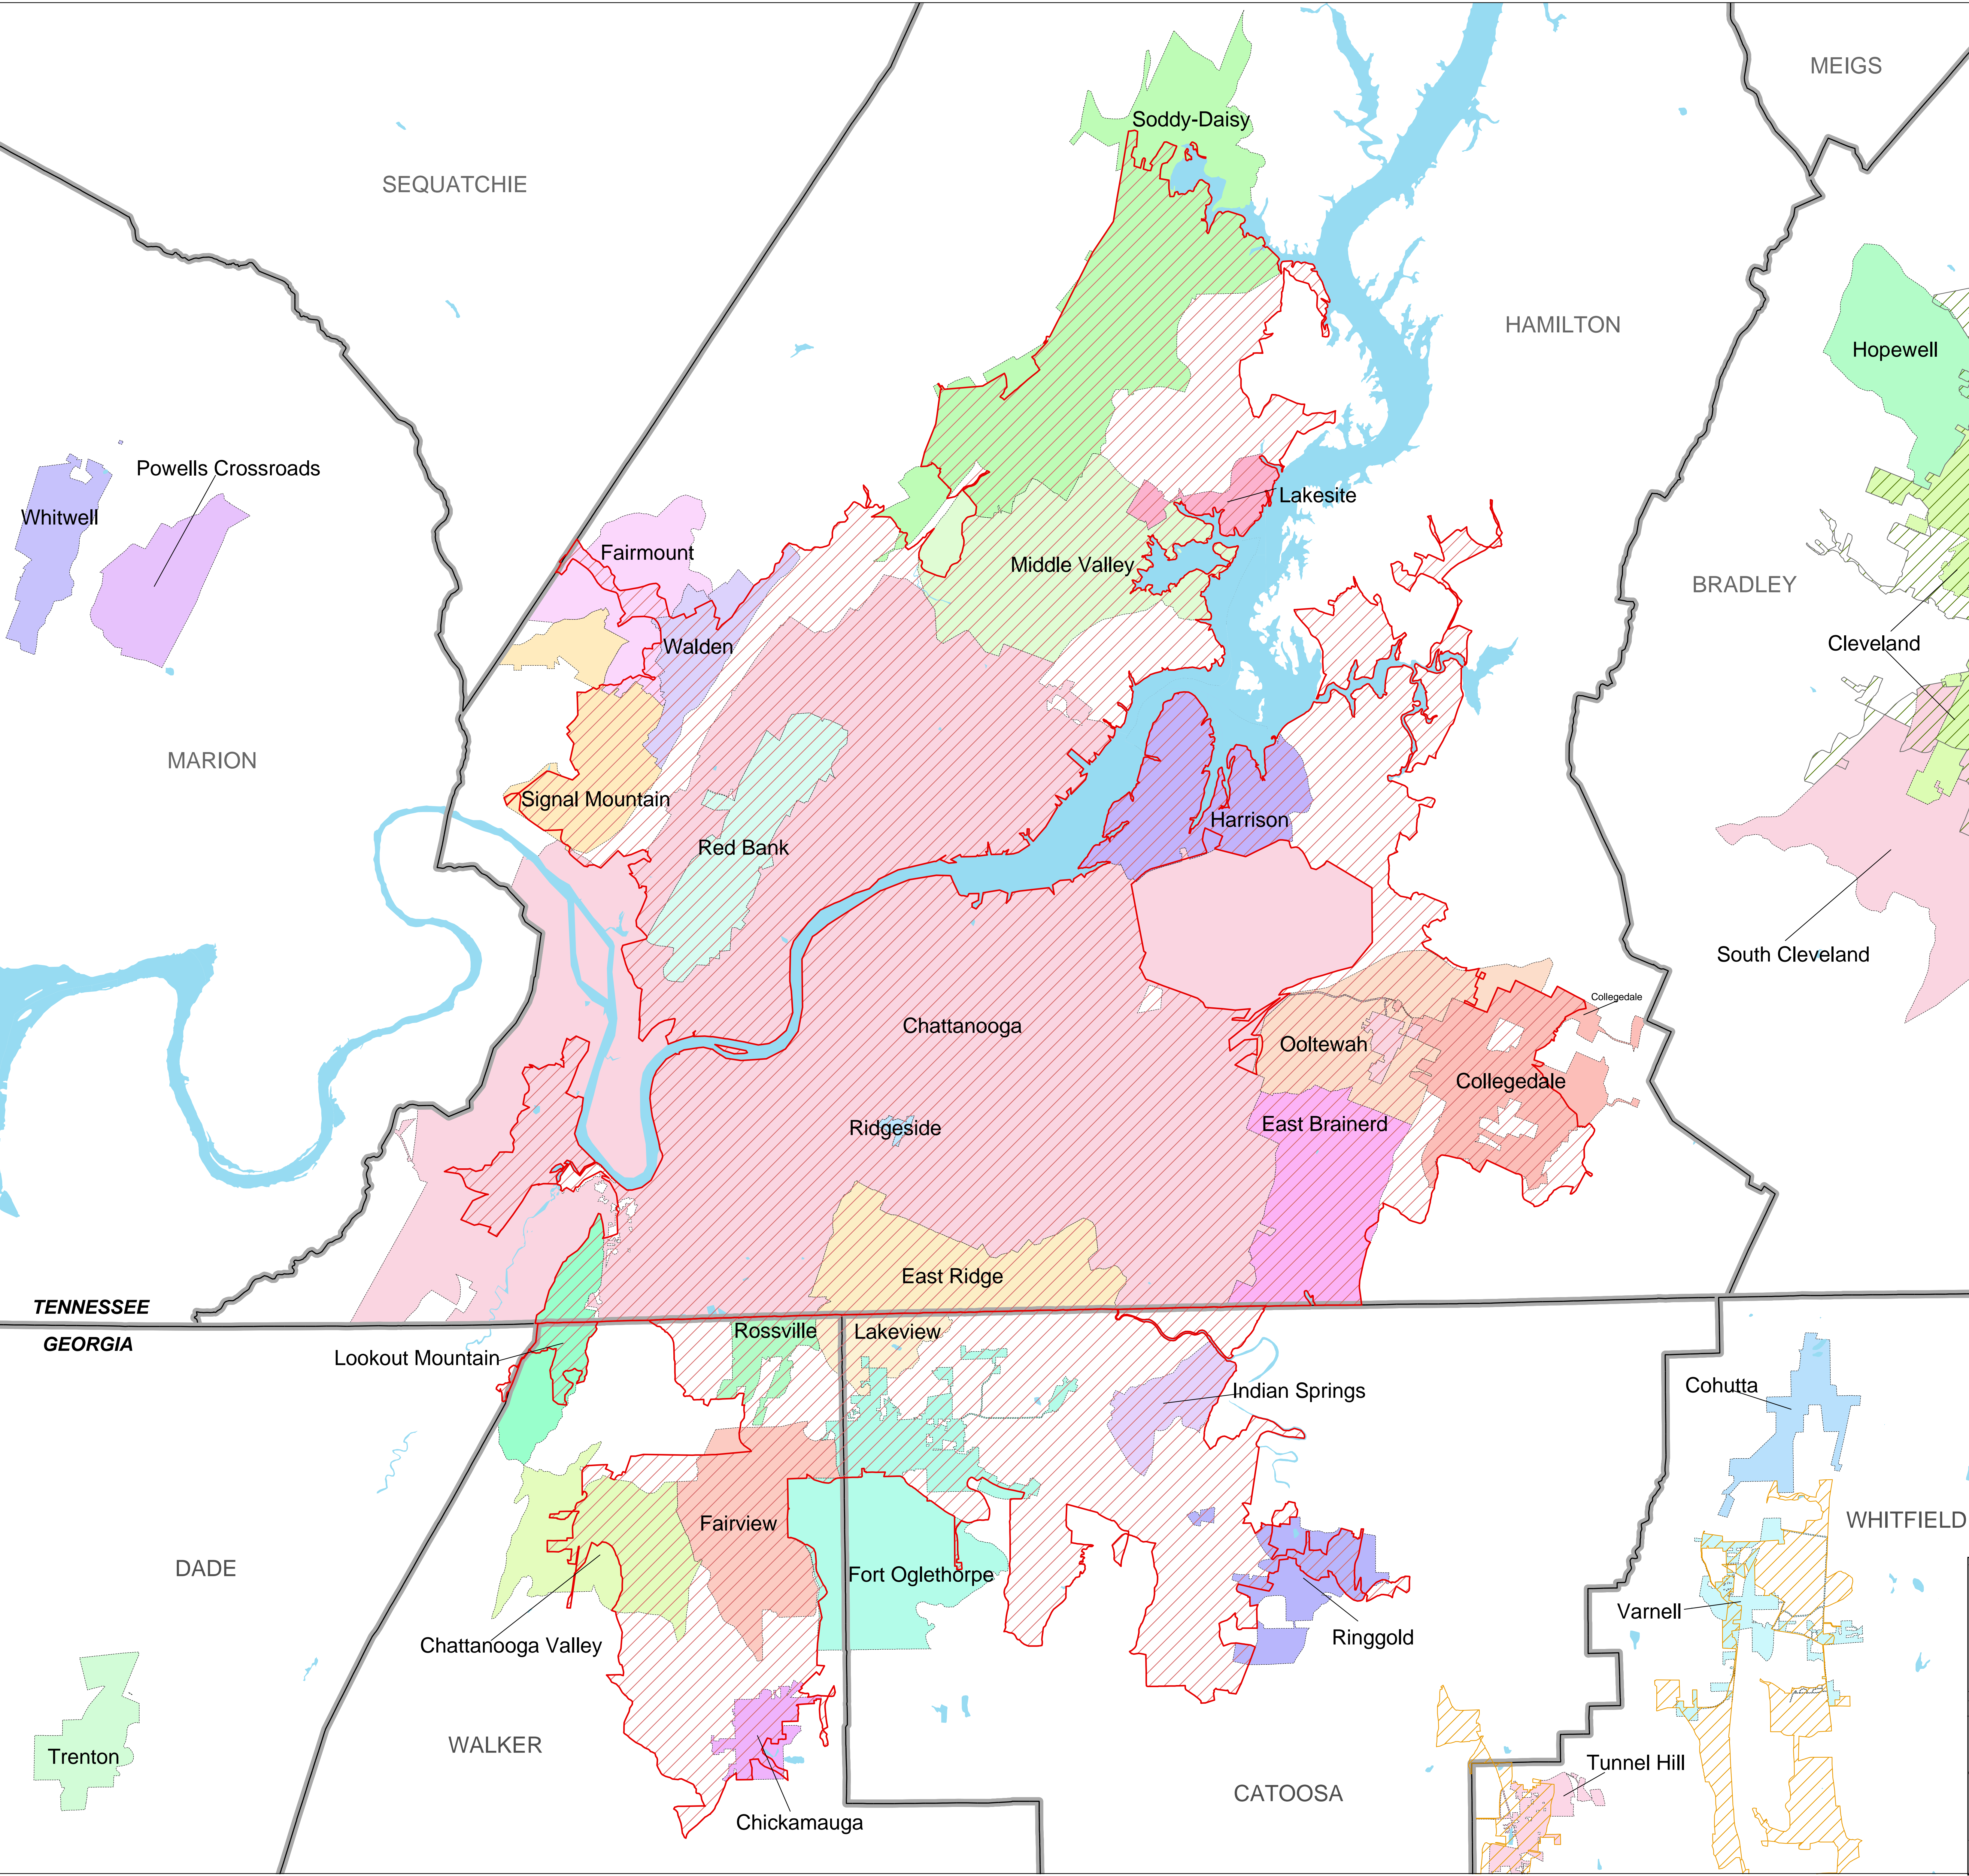 MEIGS
Soddy-Daisy
SEQUATCHIE
HAMILTON
Hopewell
Powells Crossroads
Lakesite
Whitwell
Fairmount
Middle Valley
BRADLEY
Walden
Cleveland
MARION
Signal Mountain
Harrison
Red Bank
South Cleveland
Collegedale
Chattanooga
Ooltewah
Collegedale
Ridgeside
East Brainerd
East Ridge
TENNESSEE
GEORGIA
Rossville
Lakeview
Lookout Mountain
Indian Springs
Cohutta
WHITFIELD
Fairview
DADE
Fort Oglethorpe
Varnell
Chattanooga Valley
Ringgold
WALKER
Trenton
Tunnel Hill
CATOOSA
Chickamauga